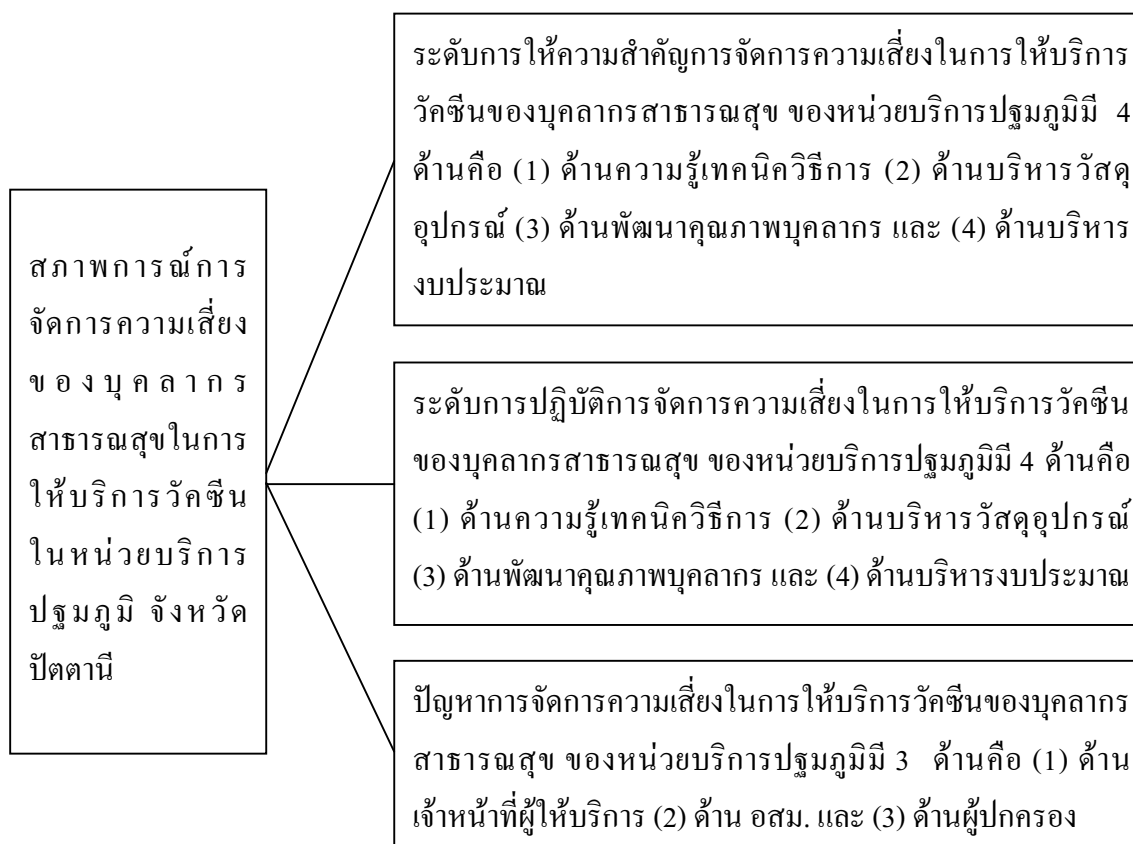 สภาพการณ์การ
จัดการความเสี่ยง
ของบุคลากร
สาธารณสุขในการ
ให้บริการวัคซีน
ในหน่วยบริการ
ปฐมภูมิ จังหวัด
ปัตตานี
ระดับการให้ความสำคัญการจัดการความเสี่ยงในการให้บริการ
วัคซีนของบุคลากรสาธารณสุข ของหน่วยบริการปฐมภูมิมี 4
ด้านคือ (1) ด้านความรู้เทคนิควิธีการ (2) ด้านบริหารวัสดุ
อุปกรณ์ (3) ด้านพัฒนาคุณภาพบุคลากร และ (4) ด้านบริหาร
งบประมาณ
ระดับการปฏิบัติการจัดการความเสี่ยงในการให้บริการวัคซีน
ของบุคลากรสาธารณสุข ของหน่วยบริการปฐมภูมิมี 4 ด้านคือ
(1) ด้านความรู้เทคนิควิธีการ (2) ด้านบริหารวัสดุอุปกรณ์
(3) ด้านพัฒนาคุณภาพบุคลากร และ (4) ด้านบริหารงบประมาณ
ปัญหาการจัดการความเสี่ยงในการให้บริการวัคซีนของบุคลากร
สาธารณสุข ของหน่วยบริการปฐมภูมิมี 3 ด้านคือ (1) ด้าน
เจ้าหน้าที่ผู้ให้บริการ (2) ด้าน อสม. และ (3) ด้านผู้ปกครอง